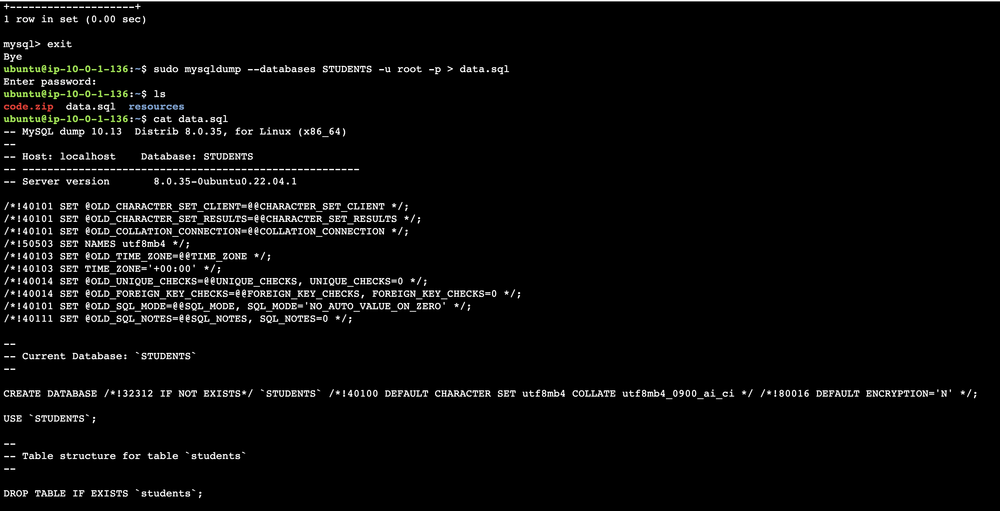 +--------------------+
1 row in set (0.00 sec)
mysql> exit
Bye
ubuntu@ip-10-0-1-136:~$ sudo mysqldump --databases STUDENTS -u root -p > data.sql
Enter password:
ubuntu@ip-10-0-1-136:~$ ls
code.zip  data.sql  resources
ubuntu@ip-10-0-1-136:~$ cat data.sql
-- MySQL dump 10.13  Distrib 8.0.35, for Linux (x86_64)
--
-- Host: localhost    Database: STUDENTS
-- ------------------------------------------------------
-- Server version       8.0.35-0ubuntu0.22.04.1
/*!40101 SET @OLD_CHARACTER_SET_CLIENT=@@CHARACTER_SET_CLIENT */;
/*!40101 SET @OLD_CHARACTER_SET_RESULTS=@@CHARACTER_SET_RESULTS */;
/*!40101 SET @OLD_COLLATION_CONNECTION=@@COLLATION_CONNECTION */;
/*!50503 SET NAMES utf8mb4 */;
/*!40103 SET @OLD_TIME_ZONE=@@TIME_ZONE */;
/*!40103 SET TIME_ZONE='+00:00' */;
/*!40014 SET @OLD_UNIQUE_CHECKS=@@UNIQUE_CHECKS, UNIQUE_CHECKS=0 */;
/*!40014 SET @OLD_FOREIGN_KEY_CHECKS=@@FOREIGN_KEY_CHECKS, FOREIGN_KEY_CHECKS=0 */;
/*!40101 SET @OLD_SQL_MODE=@@SQL_MODE, SQL_MODE='NO_AUTO_VALUE_ON_ZERO' */;
/*!40111 SET @OLD_SQL_NOTES=@@SQL_NOTES, SQL_NOTES=0 */;
--
-- Current Database: `STUDENTS`
--
CREATE DATABASE /*!32312 IF NOT EXISTS*/ `STUDENTS` /*!40100 DEFAULT CHARACTER SET utf8mb4 COLLATE utf8mb4_0900_ai_ci */ /*!80016 DEFAULT ENCRYPTION='N' */;
USE `STUDENTS`;
--
-- Table structure for table `students`
--
DROP TABLE IF EXISTS `students`;